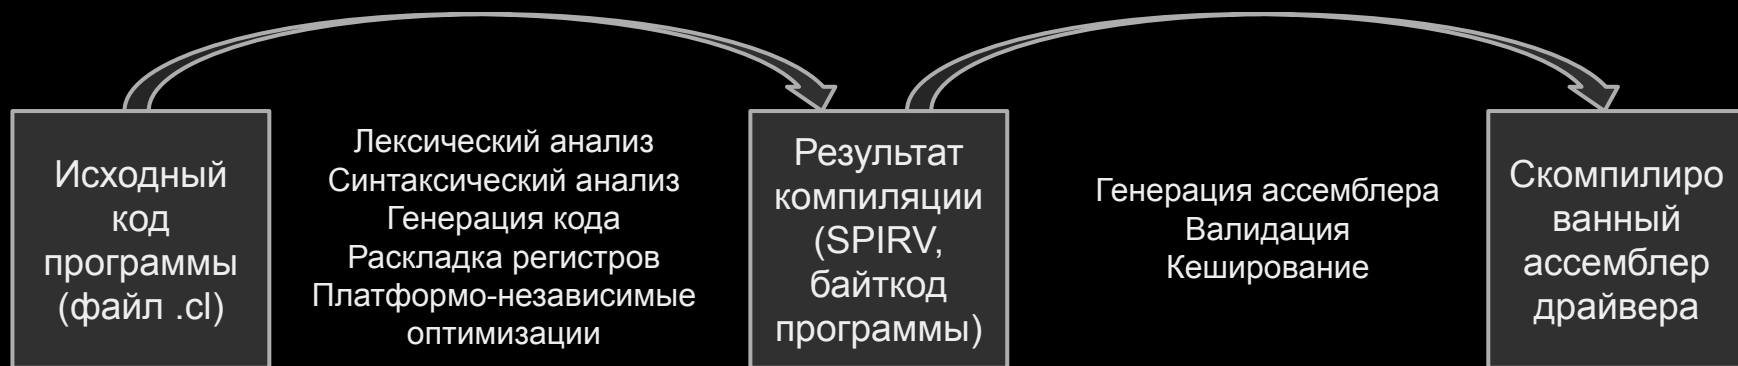 Исходный
код
программы
(файл .cl)
Лексический анализ
Синтаксический анализ
Генерация кода
Раскладка регистров
Платформо-независимые
оптимизации
Результат
компиляции
(SPIRV,
байткод
программы)
Генерация ассемблера
Валидация
Кеширование
Скомпилиро
ванный
ассемблер
драйвера